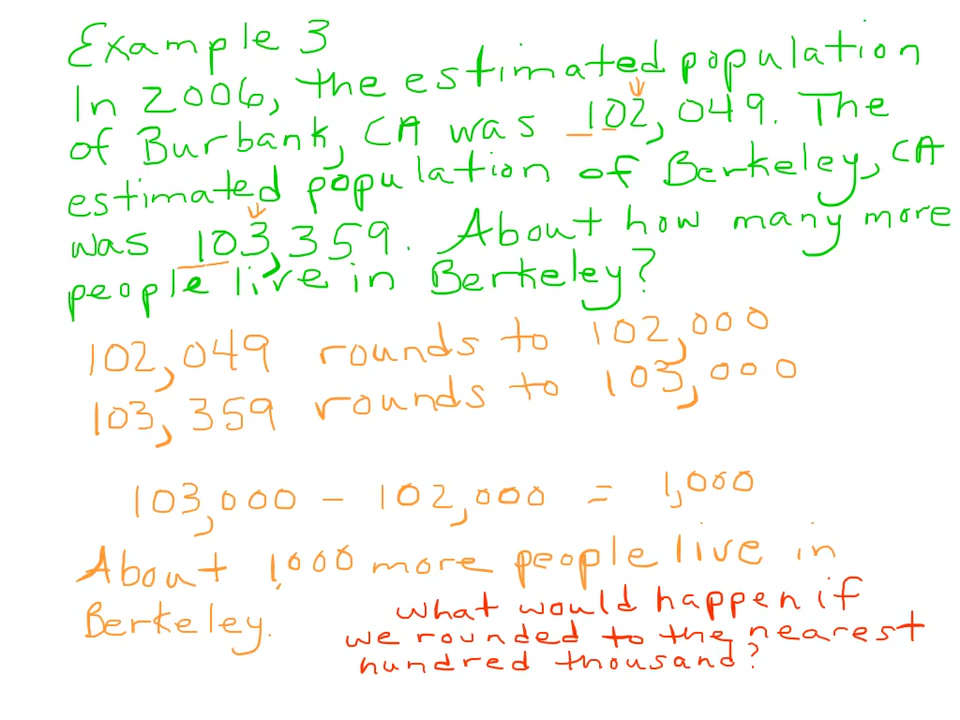 Example 3
In 2006, the estimated population
of Burbank, CA was 102,049. The
estimated population of Berkeley, CA
was 103,359. About how many more
people live in Berkeley?
102,049 rounds to 102,000
103,359 rounds to 103,000
103,000 - 102,000 = 1,000
About 1,000 more people live in
Berkeley.
what would happen if
we rounded to the nearest
hundred thousand?